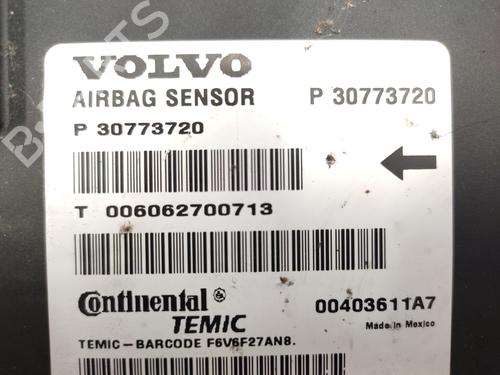 VOLVO
AIRBAG SENSOR P 30773720
P 30773720
T 006062700713
Continental
TEMIC
00403611A7
Made in Mexico
TEMIC-BARCODE F6V6F27AN8.